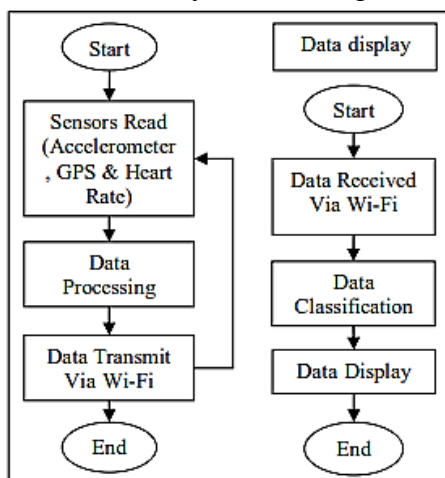 Start
Sensors Read
(Accelerometer
, GPS & Heart
Rate)
Data
Processing
Data Transmit
Via Wi-Fi
End
Data display
Start
Data Received
Via Wi-Fi
Data
Classification
Data Display
End